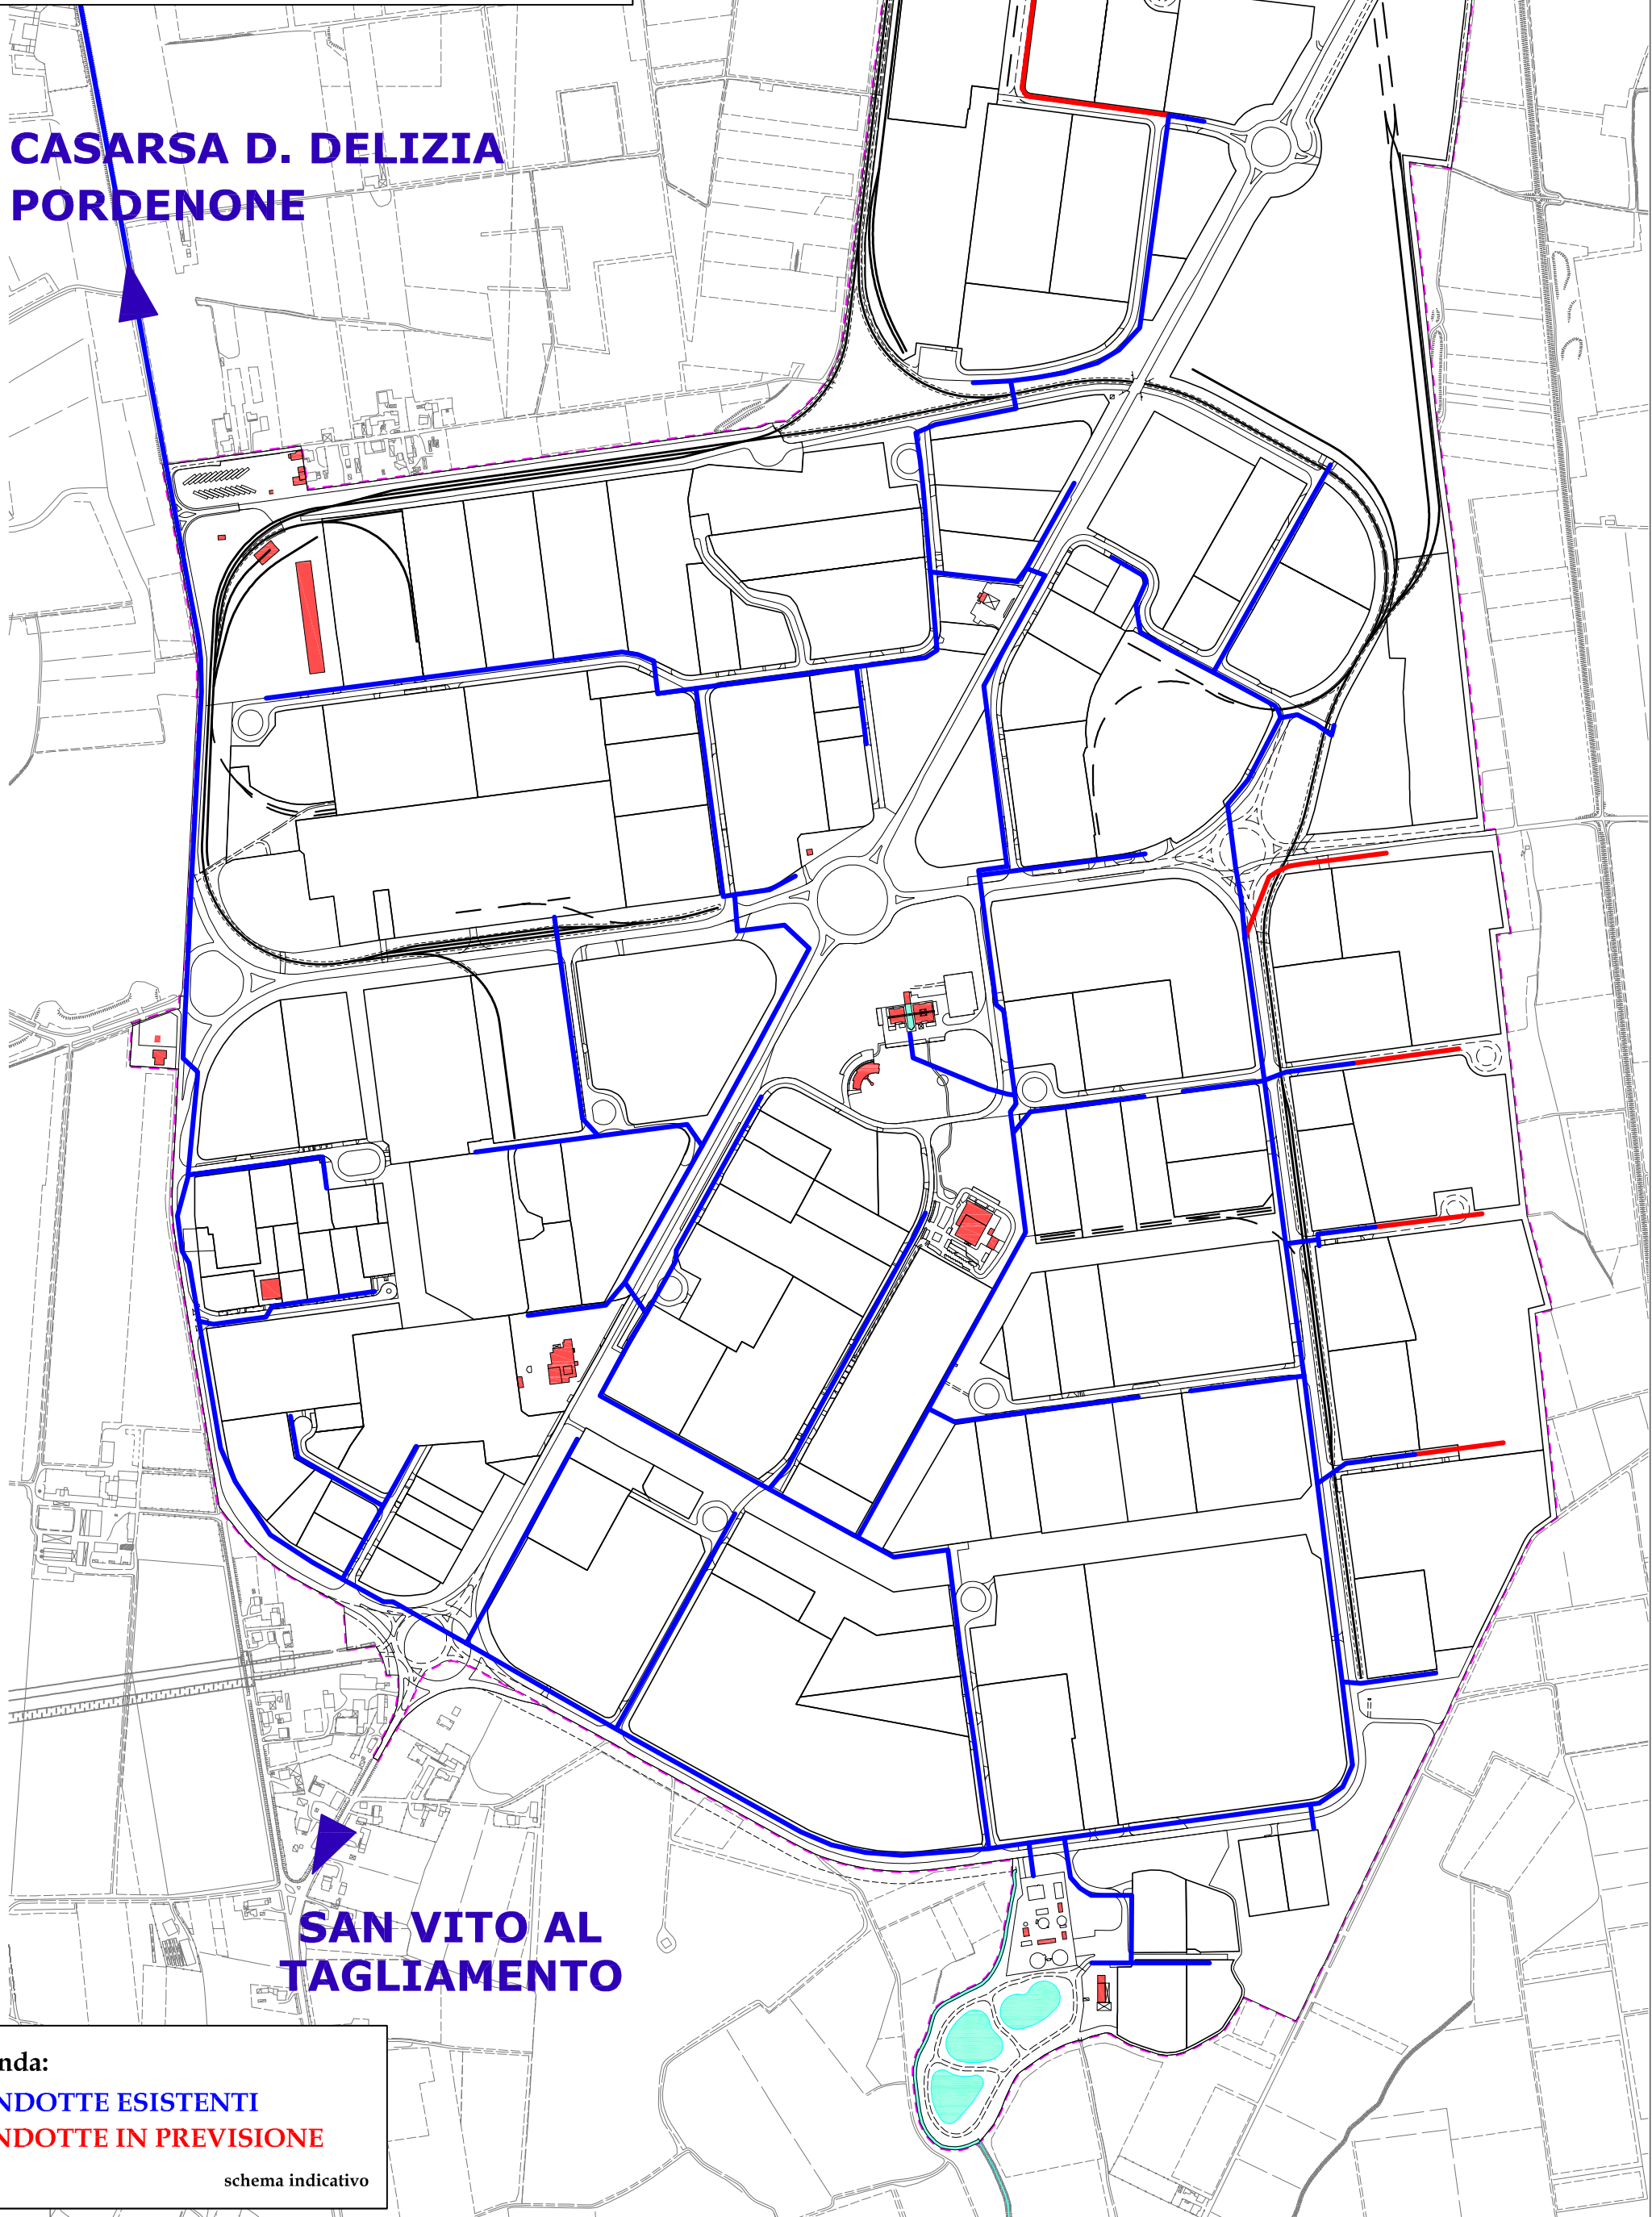 CASARSA D. DELIZIA
PORDENONE
SAN VITO AL
TAGLIAMENTO
nda:
NDOTTE ESISTENTI
NDOTTE IN PREVISIONE
schema indicativo